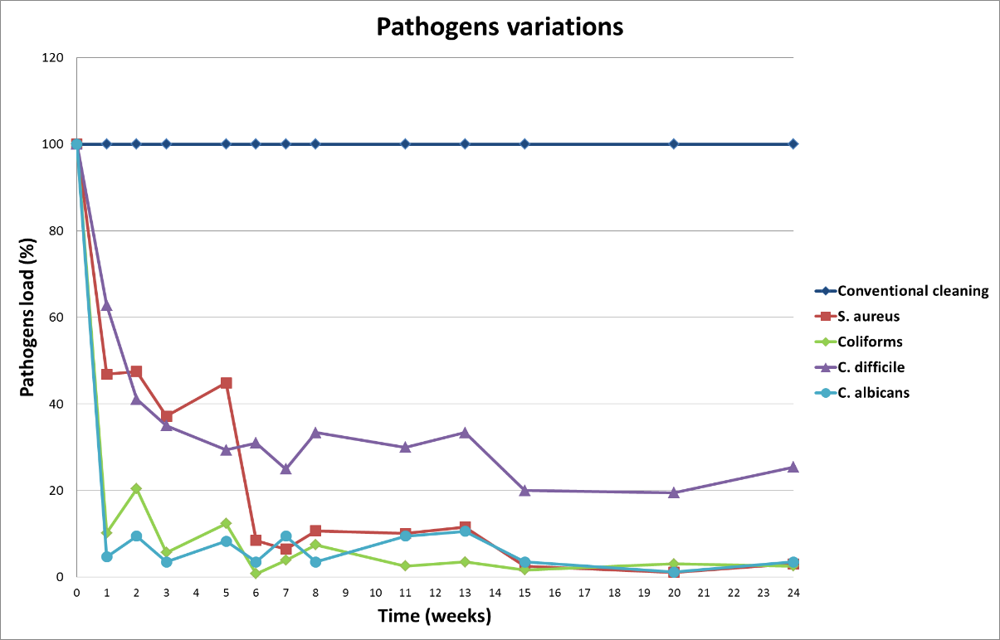 Pathogens variations
120
100
80
60
40
20
0
Pathogens load (%)
0 1 2 3 4 5 6 7 8 9 10 11 12 13 14 15 16 17 18 19 20 21 22 23 24
Time (weeks)
Conventional cleaning
S. aureus
Coliforms
C. difficile
C. albicans